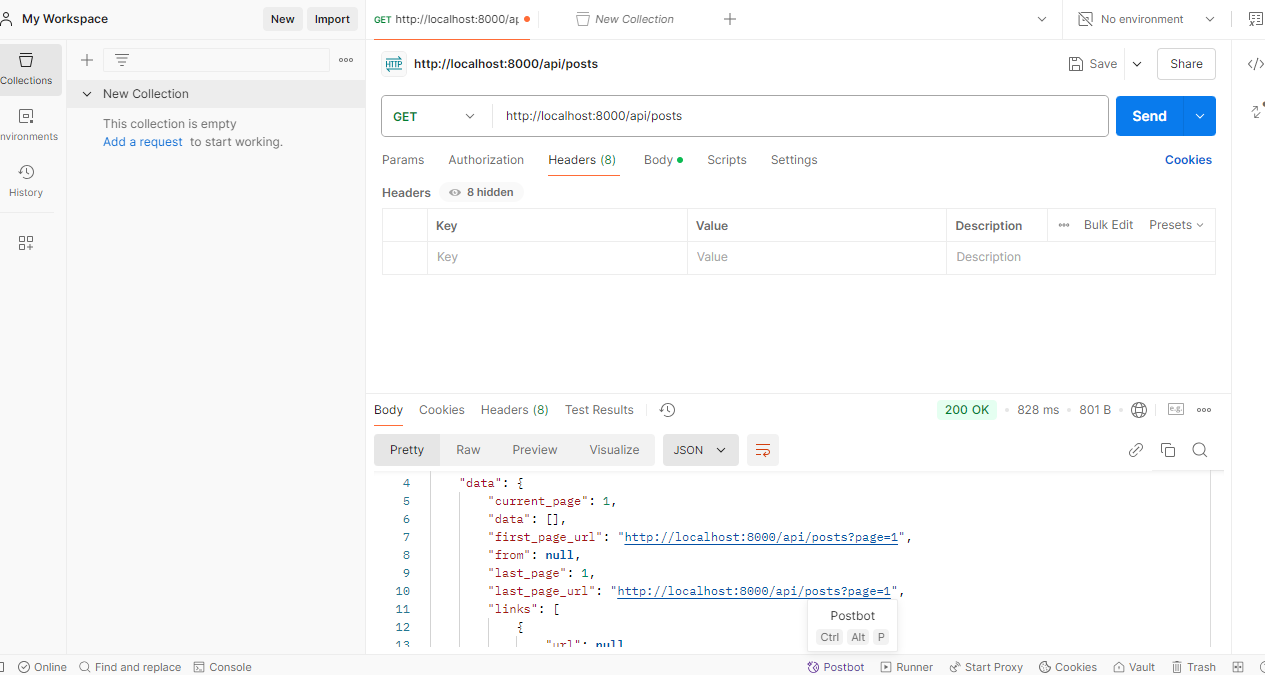 My Workspace
New
Import
GET http://localhost:8000/ap
New Collection
No environment
Collections
nvironments
History
New Collection
This collection is empty
Add a request to start working.
HTTP
http://localhost:8000/api/posts
Save
Share
GET
http://localhost:8000/api/posts
Send
Params
Authorization
Headers (8)
Body
Scripts
Settings
Cookies
Headers
8 hidden
Key
Value
Description
Bulk Edit
Presets
Key
Value
Description
Body
Cookies
Headers (8)
Test Results
200 OK
828 ms
801 B
e.g.
Pretty
Raw
Preview
Visualize
JSON
4 "data": {
5 "current_page": 1,
6 "data": [],
7 "first_page_url": "http://localhost:8000/api/posts?page=1",
8 "from": null,
9 "last_page": 1,
10 "last_page_url": "http://localhost:8000/api/posts?page=1",
11 "links": [
12 {
13 "url": null
Postbot
Ctrl Alt P
Online
Find and replace
Console
Postbot
Runner
Start Proxy
Cookies
Vault
Trash